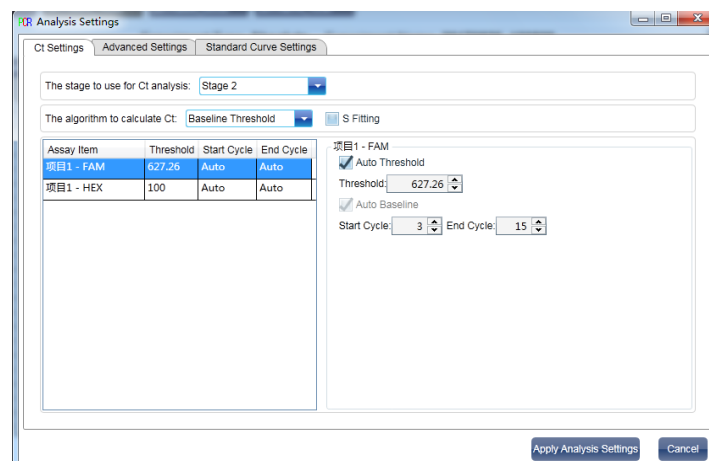 PCR Analysis Settings
Ct Settings Advanced Settings Standard Curve Settings
The stage to use for Ct analysis: Stage 2
The algorithm to calculate Ct: Baseline Threshold S Fitting
Assay Item Threshold Start Cycle End Cycle
项目1 - FAM 627.26 Auto Auto
项目1 - HEX 100 Auto Auto
项目1 - FAM
Auto Threshold
Threshold: 627.26
Auto Baseline
Start Cycle: 3 End Cycle: 15
Apply Analysis Settings Cancel